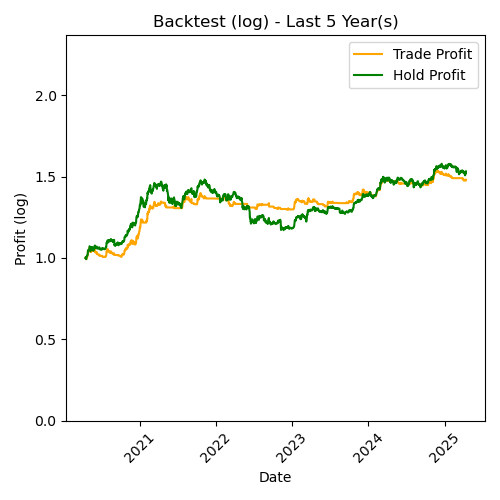 Backtest (log) - Last 5 Year(s)
Trade Profit
Hold Profit
Profit (log)
2.0
1.5
1.0
0.5
0.0
2021
2022
2023
2024
2025
Date